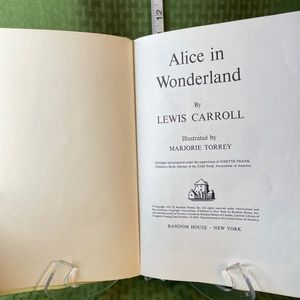 12
Alice in
Wonderland
By
LEWIS CARROLL
Illustrated by
MARJORIE TORREY
Abridged and prepared under the supervision of JOSETTE FRANK,
Children's Book Adviser of the Child Study Association of America
RANDOM HOUSE · NEW YORK